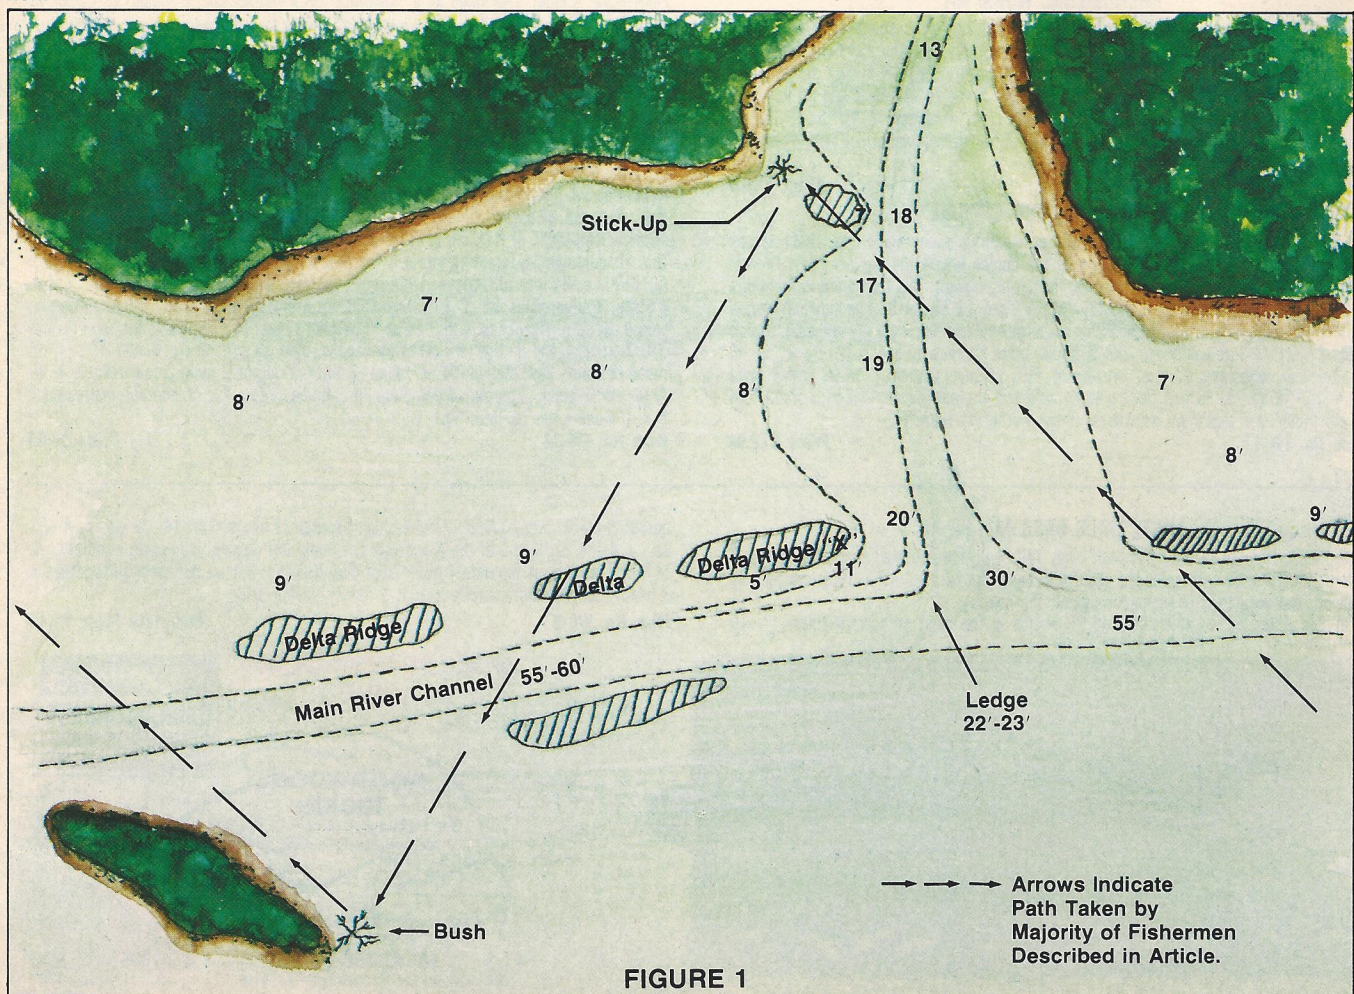 13'
Stick-Up
7'
18'
17'
7'
19'
8'
8'
8'
7'
8'
20'
9'
9'
9'
Delta Ridge 'X'
Delta
5'
11'
30'
Delta Ridge
55'
Main River Channel 55'-60'
Ledge
22'-23'
Bush
Arrows Indicate
Path Taken by
Majority of Fishermen
Described in Article.
FIGURE 1